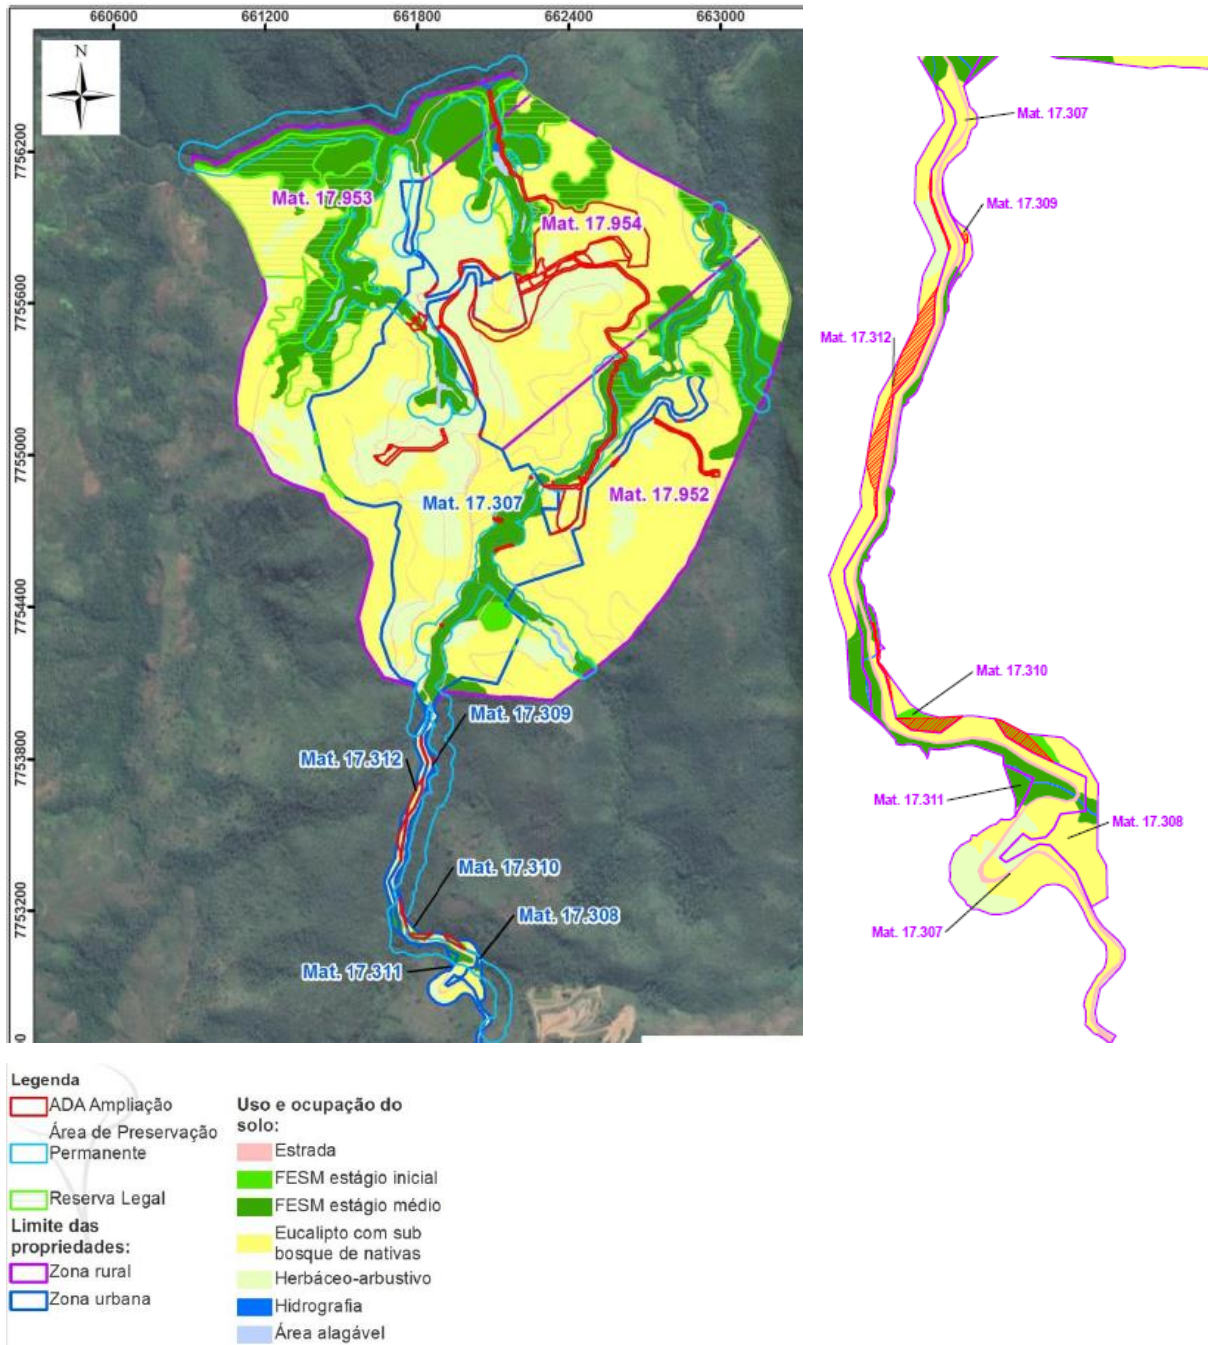 660600 661200 661800 662400 663000
N
7756200
7755600
7755000
7754400
7753800
7753200
0
Mat. 17.953
Mat. 17.954
Mat. 17.307
Mat. 17.952
Mat. 17.309
Mat. 17.312
Mat. 17.310
Mat. 17.308
Mat. 17.311
Mat. 17.307
Mat. 17.309
Mat. 17.312
Mat. 17.310
Mat. 17.311
Mat. 17.308
Mat. 17.307
Legenda
ADA Ampliação
Área de Preservação
Permanente
Reserva Legal
Limite das
propriedades:
Zona rural
Zona urbana
Uso e ocupação do
solo:
Estrada
FESM estágio inicial
FESM estágio médio
Eucalipto com sub
bosque de nativas
Herbáceo-arbustivo
Hidrografia
Área alagável